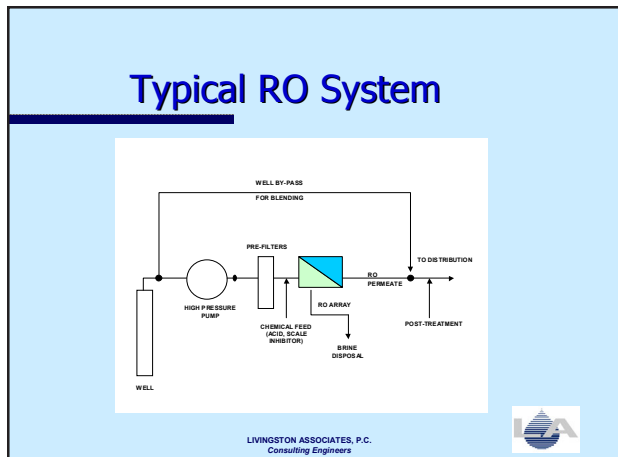 Typical RO System
WELL BY-PASS
FOR BLENDING
PRE-FILTERS
TO DISTRIBUTION
RO
PERMEATE
HIGH PRESSURE
PUMP
RO ARRAY
CHEMICAL FEED
(ACID, SCALE
INHIBITOR)
POST-TREATMENT
BRINE
DISPOSAL
WELL
LIVINGSTON ASSOCIATES, P.C.
Consulting Engineers
LA